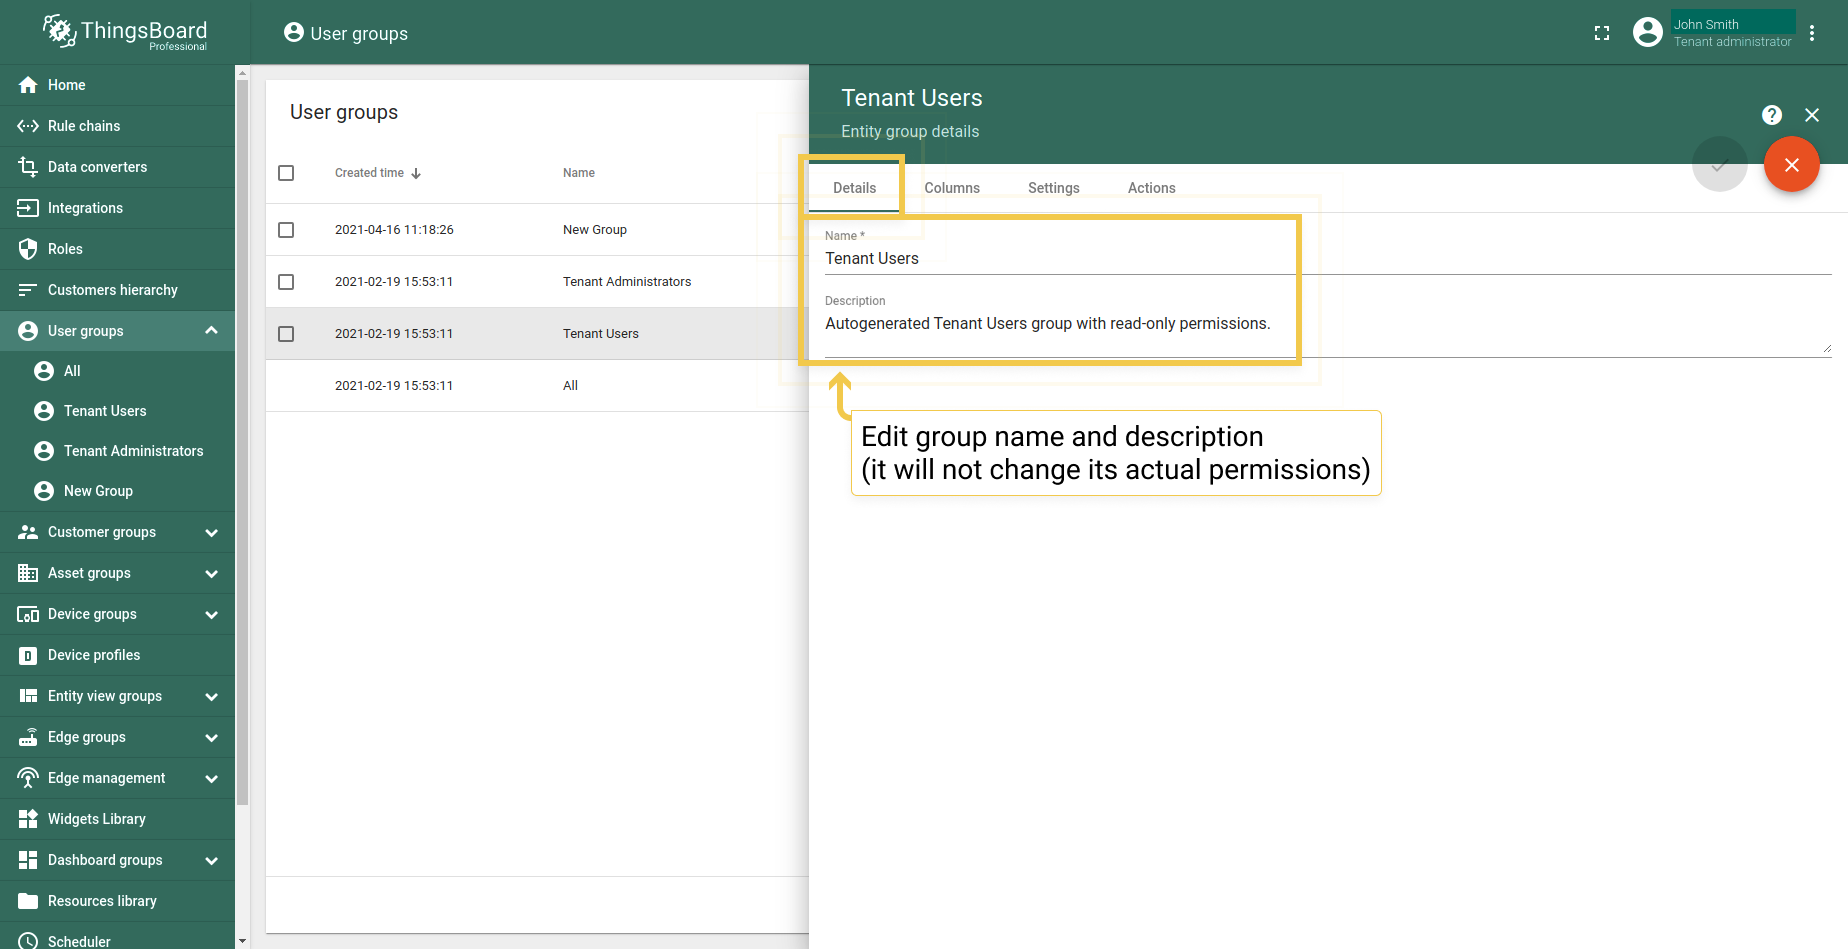 ThingsBoard
Professional
User groups
John Smith
Tenant administrator
Home
Rule chains
Data converters
Integrations
Roles
Customers hierarchy
User groups
All
Tenant Users
Tenant Administrators
New Group
Customer groups
Asset groups
Device groups
Device profiles
Entity view groups
Edge groups
Edge management
Widgets Library
Dashboard groups
Resources library
Scheduler
User groups
Created time Name
2021-04-16 11:18:26 New Group
2021-02-19 15:53:11 Tenant Administrators
2021-02-19 15:53:11 Tenant Users
2021-02-19 15:53:11 All
Tenant Users
Entity group details
Details Columns Settings Actions
Name *
Tenant Users
Description
Autogenerated Tenant Users group with read-only permissions.
Edit group name and description
(it will not change its actual permissions)